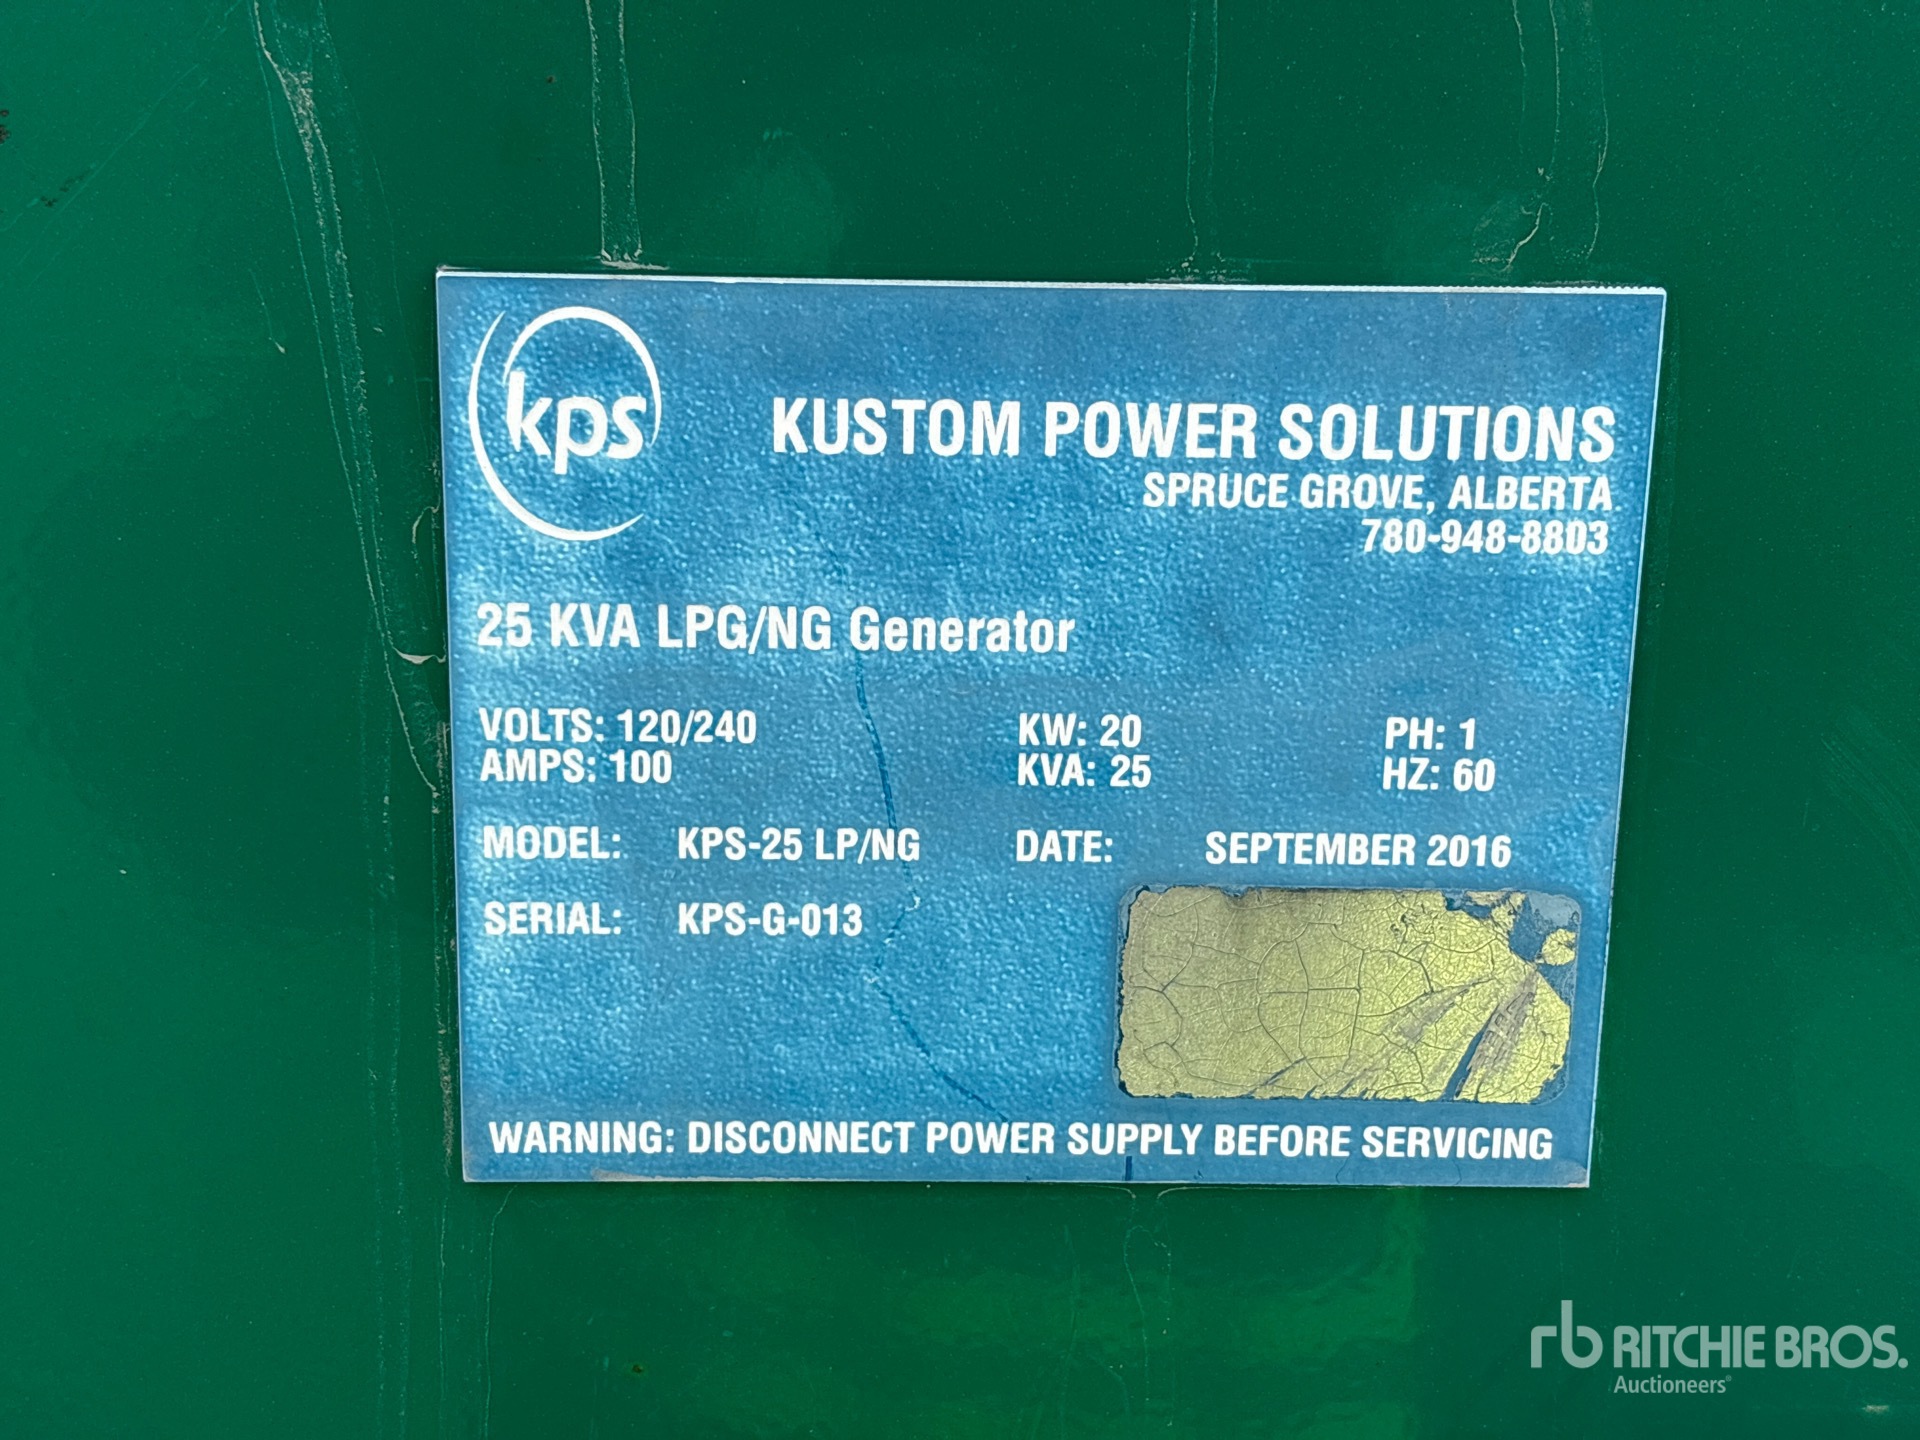 kps
KUSTOM POWER SOLUTIONS
SPRUCE GROVE, ALBERTA
780-948-8803
25 KVA LPG/NG Generator
VOLTS: 120/240 KW: 20 PH: 1
AMPS: 100 KVA: 25 HZ: 60
MODEL: KPS-25 LP/NG DATE: SEPTEMBER 2016
SERIAL: KPS-G-013
WARNING: DISCONNECT POWER SUPPLY BEFORE SERVICING
rb RITCHIE BROS.
Auctioneers®